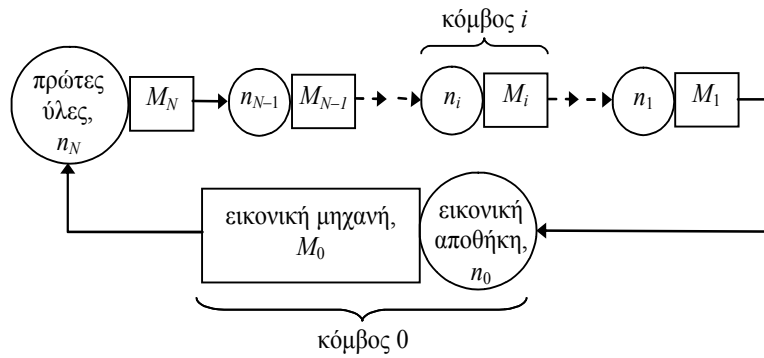 κόμβος i
πρώτες
ύλες,
n_N
M_N
n_{N–1}
M_{N–1}
n_i
M_i
n_1
M_1
εικονική μηχανή,
M_0
εικονική
αποθήκη,
n_0
κόμβος 0